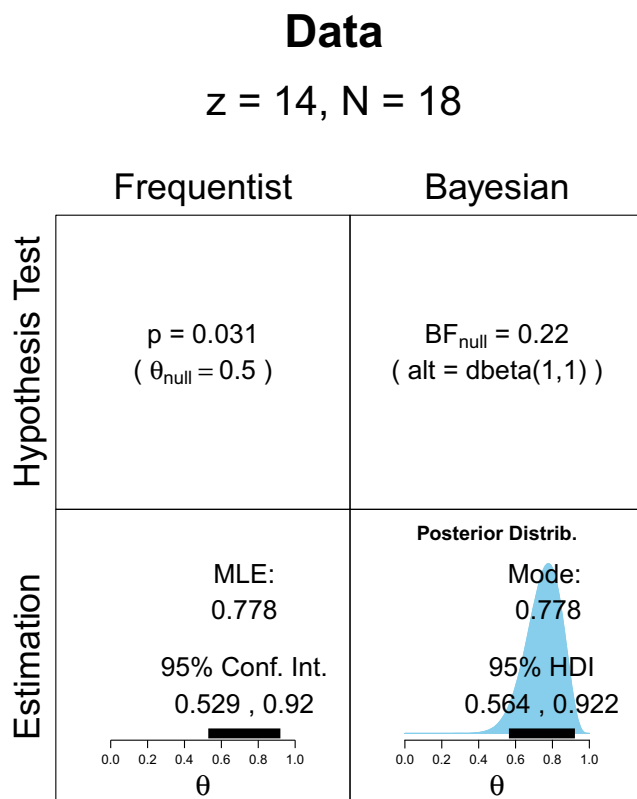 Data
z = 14, N = 18
Frequentist
Bayesian
Hypothesis Test
p = 0.031
( θnull = 0.5 )
BFnull = 0.22
( alt = dbeta(1,1) )
Estimation
MLE:
0.778
95% Conf. Int.
0.529 , 0.92
0.0 0.2 0.4 0.6 0.8 1.0
θ
Posterior Distrib.
Mode:
0.778
95% HDI
0.564 , 0.922
0.0 0.2 0.4 0.6 0.8 1.0
θ